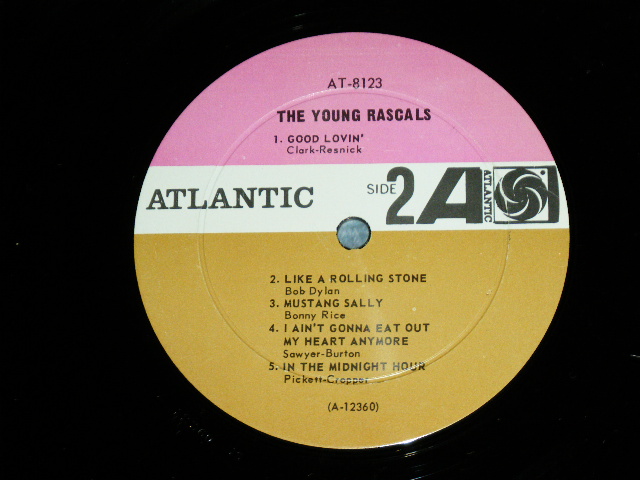 AT-8123
THE YOUNG RASCALS
1. GOOD LOVIN'
Clark-Resnick
ATLANTIC
SIDE 2
ATLANTIC
2. LIKE A ROLLING STONE
Bob Dylan
3. MUSTANG SALLY
Bonny Rice
4. I AIN'T GONNA EAT OUT
MY HEART ANYMORE
Sawyer-Burton
5. IN THE MIDNIGHT HOUR
Pickett-Cropper
(A-12360)